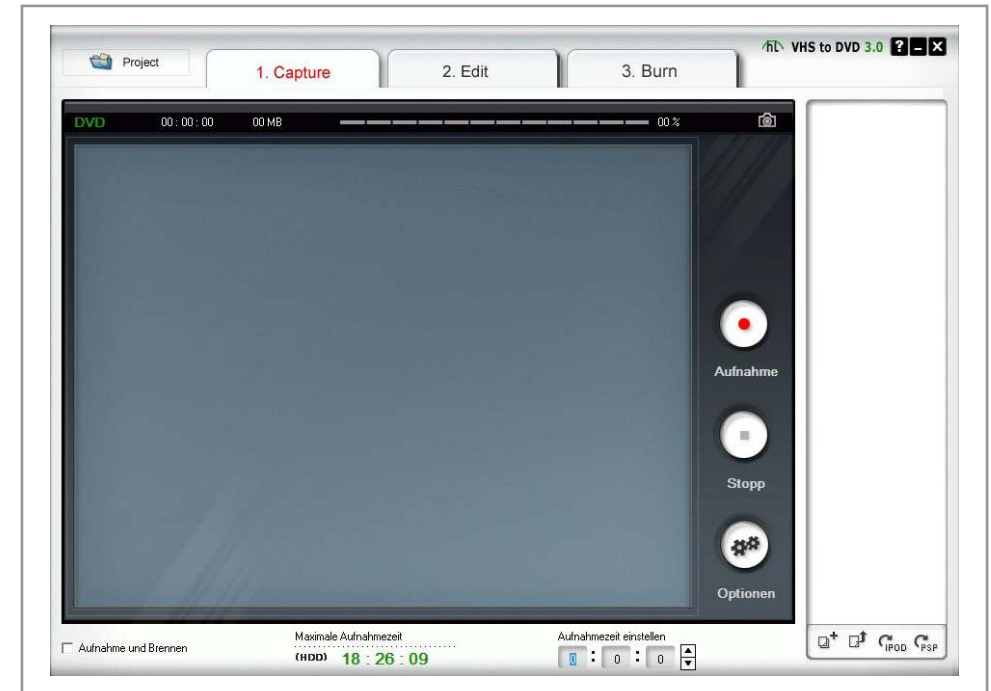 Project
1. Capture
2. Edit
3. Burn
VHS to DVD 3.0
DVD 00 : 00 : 00 00 MB 00 %
Aufnahme
Stopp
Optionen
Aufnahme und Brennen
Maximale Aufnahmezeit
(HDD) 18 : 26 : 09
Aufnahmezeit einstellen
0 : 0 : 0
IPOD PSP